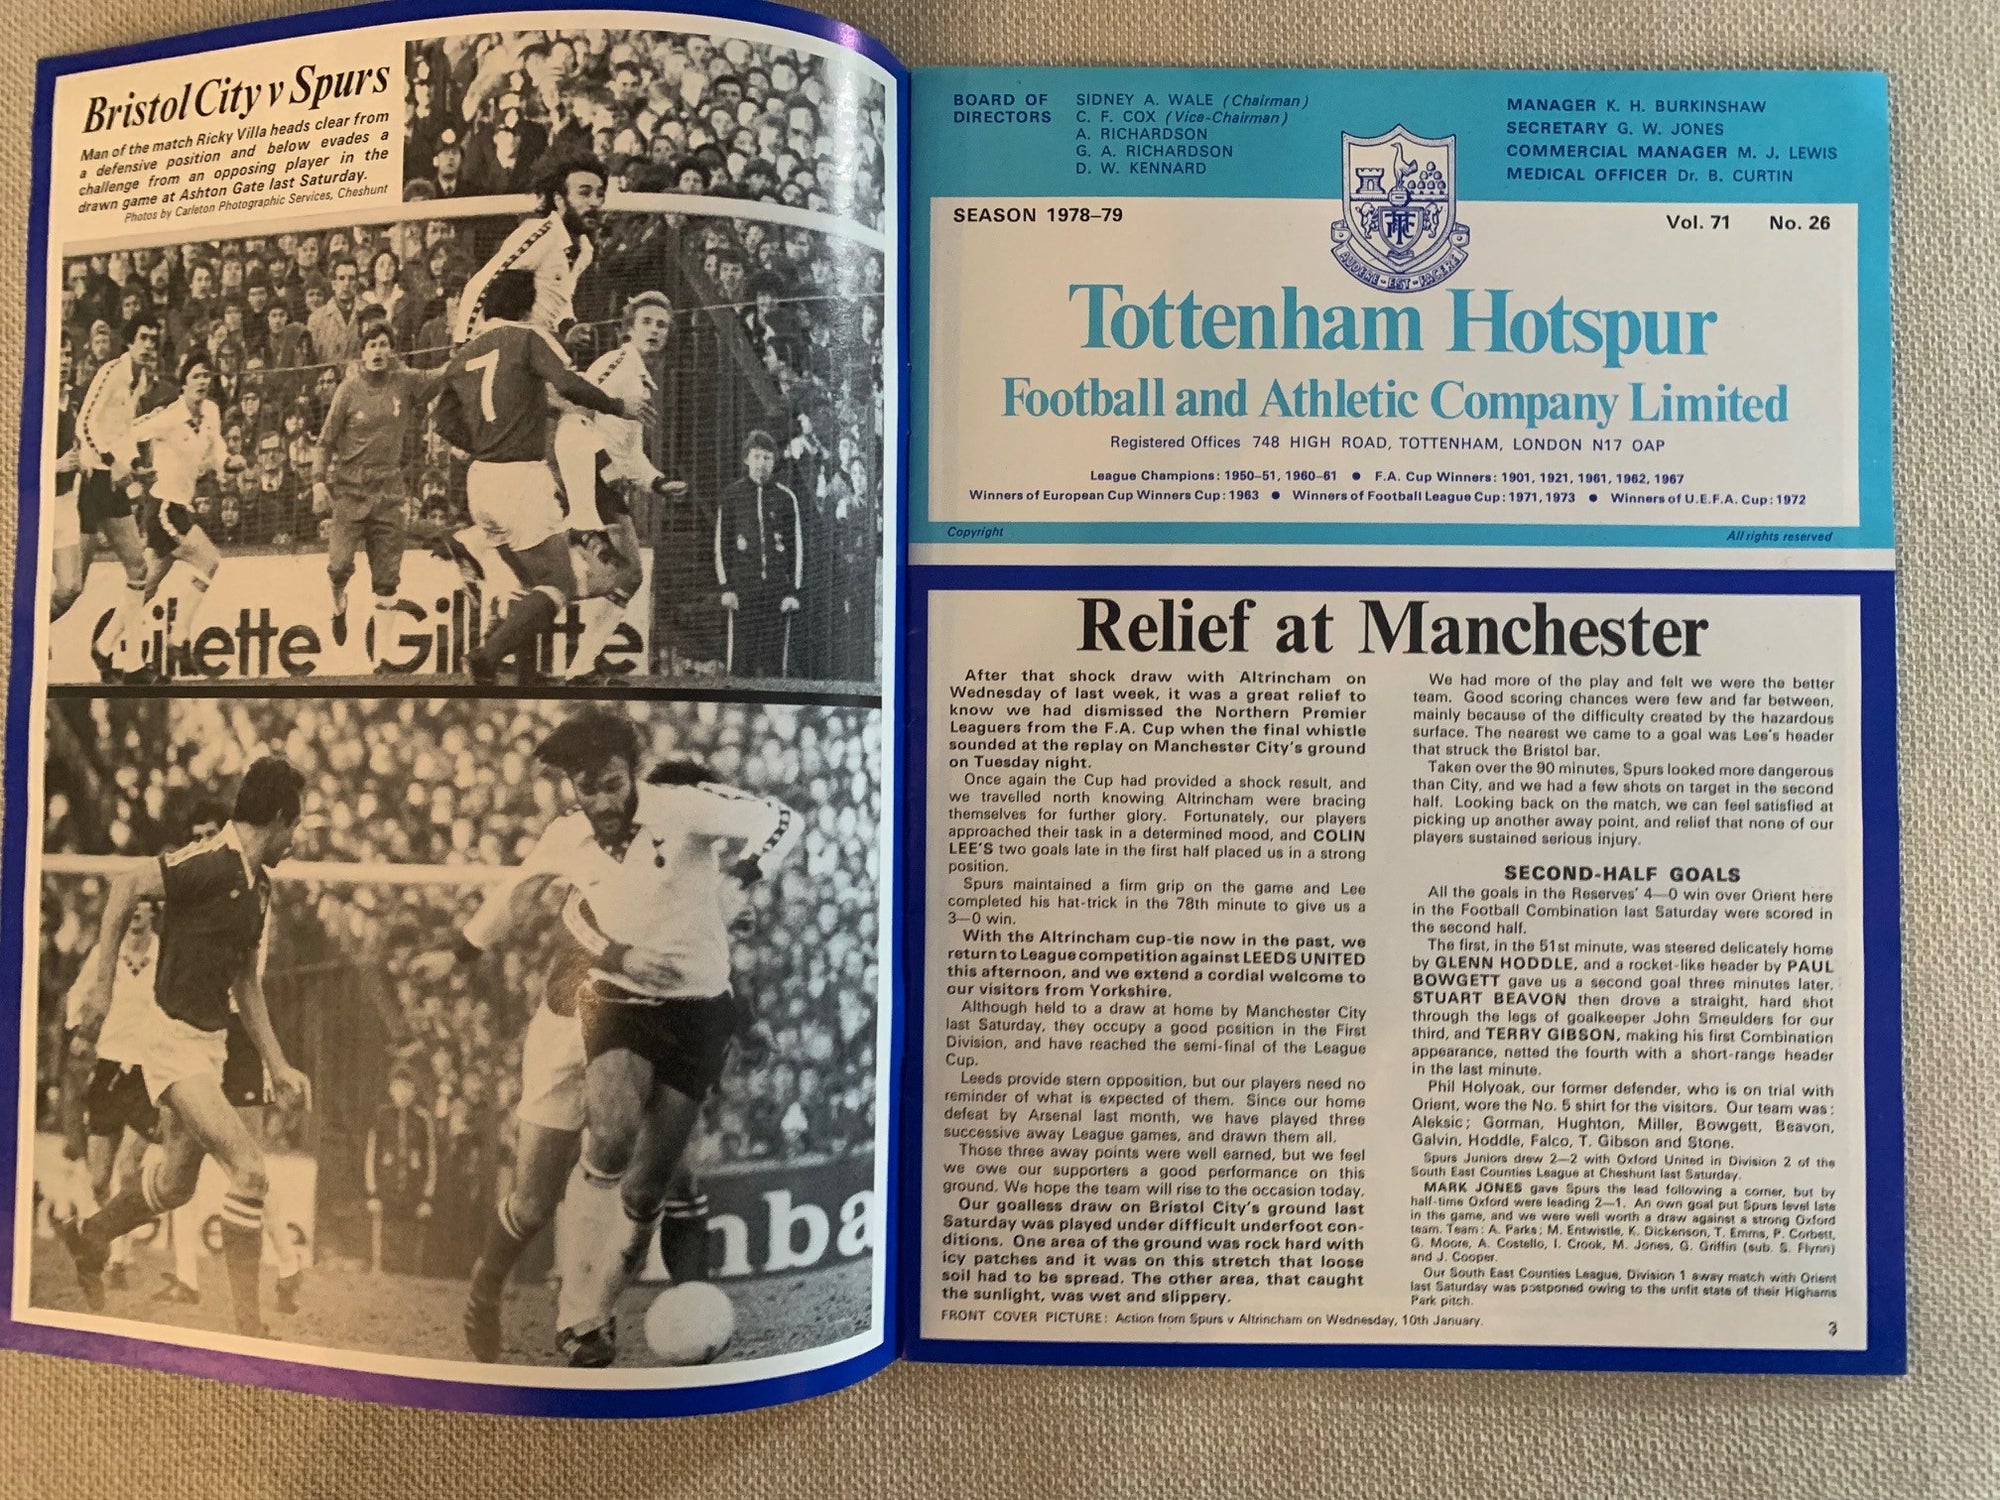 Bristol City v Spurs
Man of the match Ricky Villa heads clear from
a defensive position and below evades a
challenge from an opposing player in the
drawn game at Ashton Gate last Saturday.
Photos by Carleton Photographic Services, Cheshunt
7
Gillette Gillette
mba
BOARD OF DIRECTORS
SIDNEY A. WALE (Chairman)
C. F. COX (Vice-Chairman)
A. RICHARDSON
G. A. RICHARDSON
D. W. KENNARD
MANAGER K. H. BURKINSHAW
SECRETARY G. W. JONES
COMMERCIAL MANAGER M. J. LEWIS
MEDICAL OFFICER Dr. B. CURTIN
SEASON 1978–79
Vol. 71 No. 26
AUDERE · EST · FACERE
Tottenham Hotspur
Football and Athletic Company Limited
Registered Offices 748 HIGH ROAD, TOTTENHAM, LONDON N17 OAP
League Champions: 1950–51, 1960–61 ● F.A. Cup Winners: 1901, 1921, 1961, 1962, 1967
Winners of European Cup Winners Cup: 1963 ● Winners of Football League Cup: 1971, 1973 ● Winners of U.E.F.A. Cup: 1972
Copyright
All rights reserved
Relief at Manchester
After that shock draw with Altrincham on
Wednesday of last week, it was a great relief to
know we had dismissed the Northern Premier
Leaguers from the F.A. Cup when the final whistle
sounded at the replay on Manchester City's ground
on Tuesday night.
Once again the Cup had provided a shock result, and
we travelled north knowing Altrincham were bracing
themselves for further glory. Fortunately, our players
approached their task in a determined mood, and COLIN
LEE'S two goals late in the first half placed us in a strong
position.
Spurs maintained a firm grip on the game and Lee
completed his hat-trick in the 78th minute to give us a
3—0 win.
With the Altrincham cup-tie now in the past, we
return to League competition against LEEDS UNITED
this afternoon, and we extend a cordial welcome to
our visitors from Yorkshire.
Although held to a draw at home by Manchester City
last Saturday, they occupy a good position in the First
Division, and have reached the semi-final of the League
Cup.
Leeds provide stern opposition, but our players need no
reminder of what is expected of them. Since our home
defeat by Arsenal last month, we have played three
successive away League games, and drawn them all.
Those three away points were well earned, but we feel
we owe our supporters a good performance on this
ground. We hope the team will rise to the occasion today.
Our goalless draw on Bristol City's ground last
Saturday was played under difficult underfoot con-
ditions. One area of the ground was rock hard with
icy patches and it was on this stretch that loose
soil had to be spread. The other area, that caught
the sunlight, was wet and slippery.
We had more of the play and felt we were the better
team. Good scoring chances were few and far between,
mainly because of the difficulty created by the hazardous
surface. The nearest we came to a goal was Lee's header
that struck the Bristol bar.
Taken over the 90 minutes, Spurs looked more dangerous
than City, and we had a few shots on target in the second
half. Looking back on the match, we can feel satisfied at
picking up another away point, and relief that none of our
players sustained serious injury.
SECOND-HALF GOALS
All the goals in the Reserves' 4—0 win over Orient here
in the Football Combination last Saturday were scored in
the second half.
The first, in the 51st minute, was steered delicately home
by GLENN HODDLE, and a rocket-like header by PAUL
BOWGETT gave us a second goal three minutes later.
STUART BEAVON then drove a straight, hard shot
through the legs of goalkeeper John Smeulders for our
third, and TERRY GIBSON, making his first Combination
appearance, netted the fourth with a short-range header
in the last minute.
Phil Holyoak, our former defender, who is on trial with
Orient, wore the No. 5 shirt for the visitors. Our team was:
Aleksic; Gorman, Hughton, Miller, Bowgett, Beavon,
Galvin, Hoddle, Falco, T. Gibson and Stone.
Spurs Juniors drew 2—2 with Oxford United in Division 2 of the
South East Counties League at Cheshunt last Saturday.
MARK JONES gave Spurs the lead following a corner, but by
half-time Oxford were leading 2—1. An own goal put Spurs level late
in the game, and we were well worth a draw against a strong Oxford
team. Team: A. Parks; M. Entwistle, K. Dickenson, T. Emms, P. Corbett,
G. Moore, A. Costello, I. Crook, M. Jones, G. Griffin (sub. S. Flynn)
and J. Cooper.
Our South East Counties League, Division 1 away match with Orient
last Saturday was postponed owing to the unfit state of their Highams
Park pitch.
FRONT COVER PICTURE: Action from Spurs v Altrincham on Wednesday, 10th January.
3